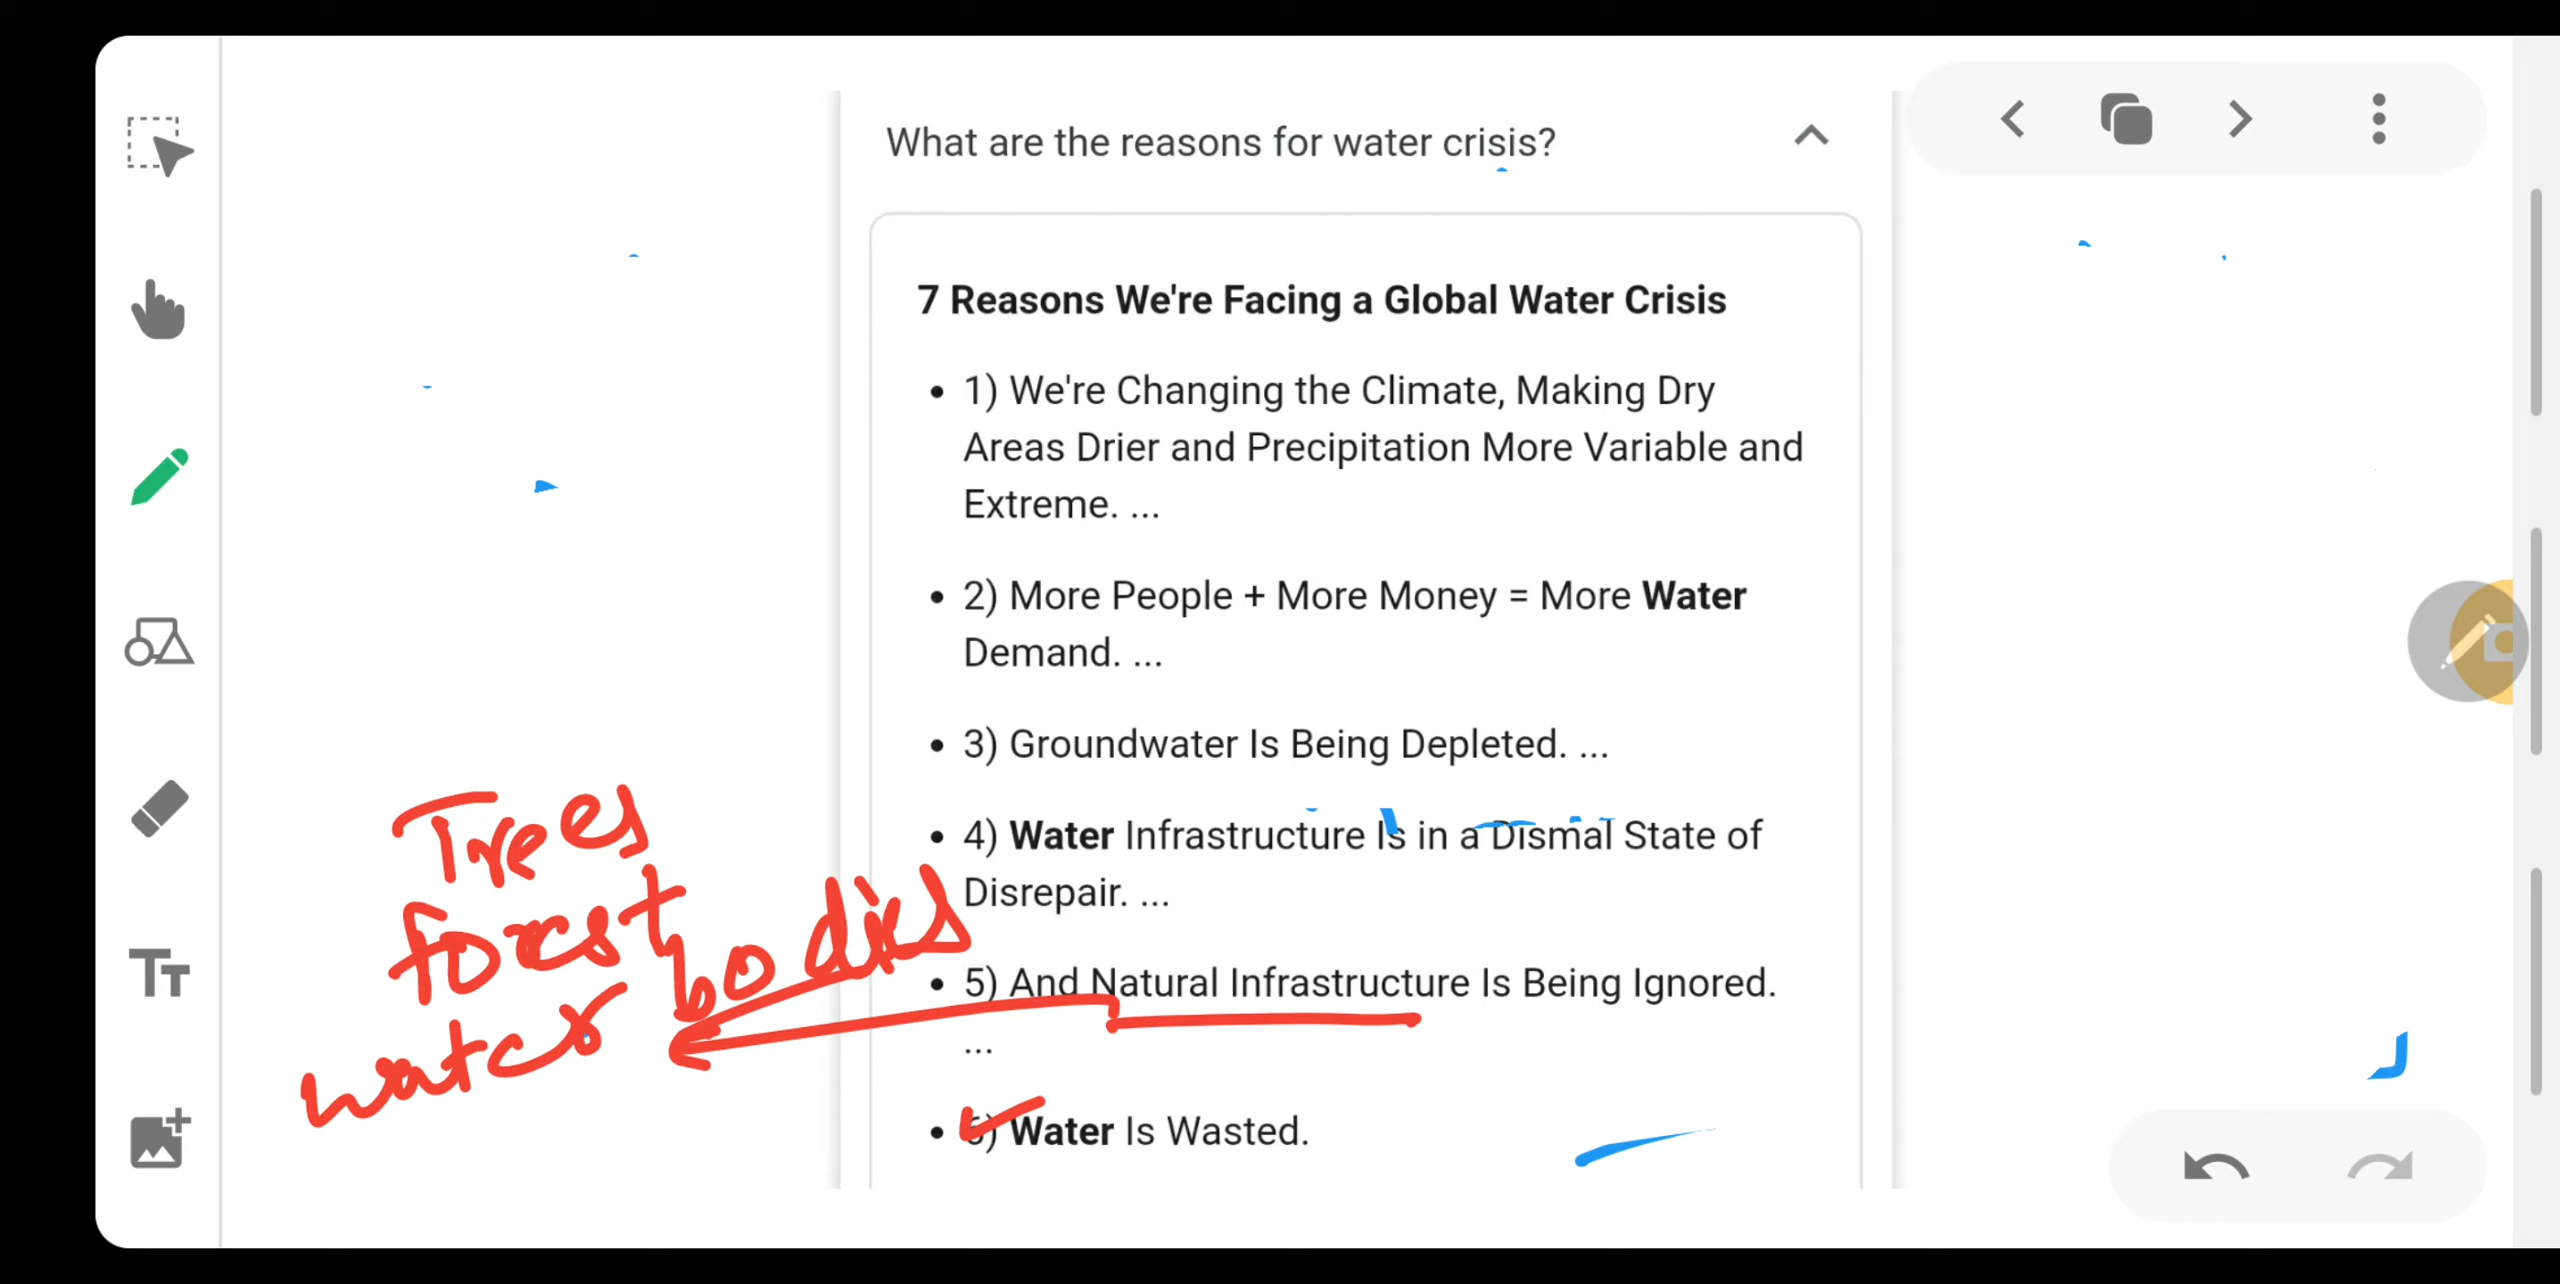 What are the reasons for water crisis?
7 Reasons We're Facing a Global Water Crisis
• 1) We're Changing the Climate, Making Dry
Areas Drier and Precipitation More Variable and
Extreme. ...
• 2) More People + More Money = More Water
Demand. ...
• 3) Groundwater Is Being Depleted. ...
• 4) Water Infrastructure Is in a Dismal State of
Disrepair. ...
• 5) And Natural Infrastructure Is Being Ignored.
...
• 6) Water Is Wasted.
Trees
forest
water bodies
TT